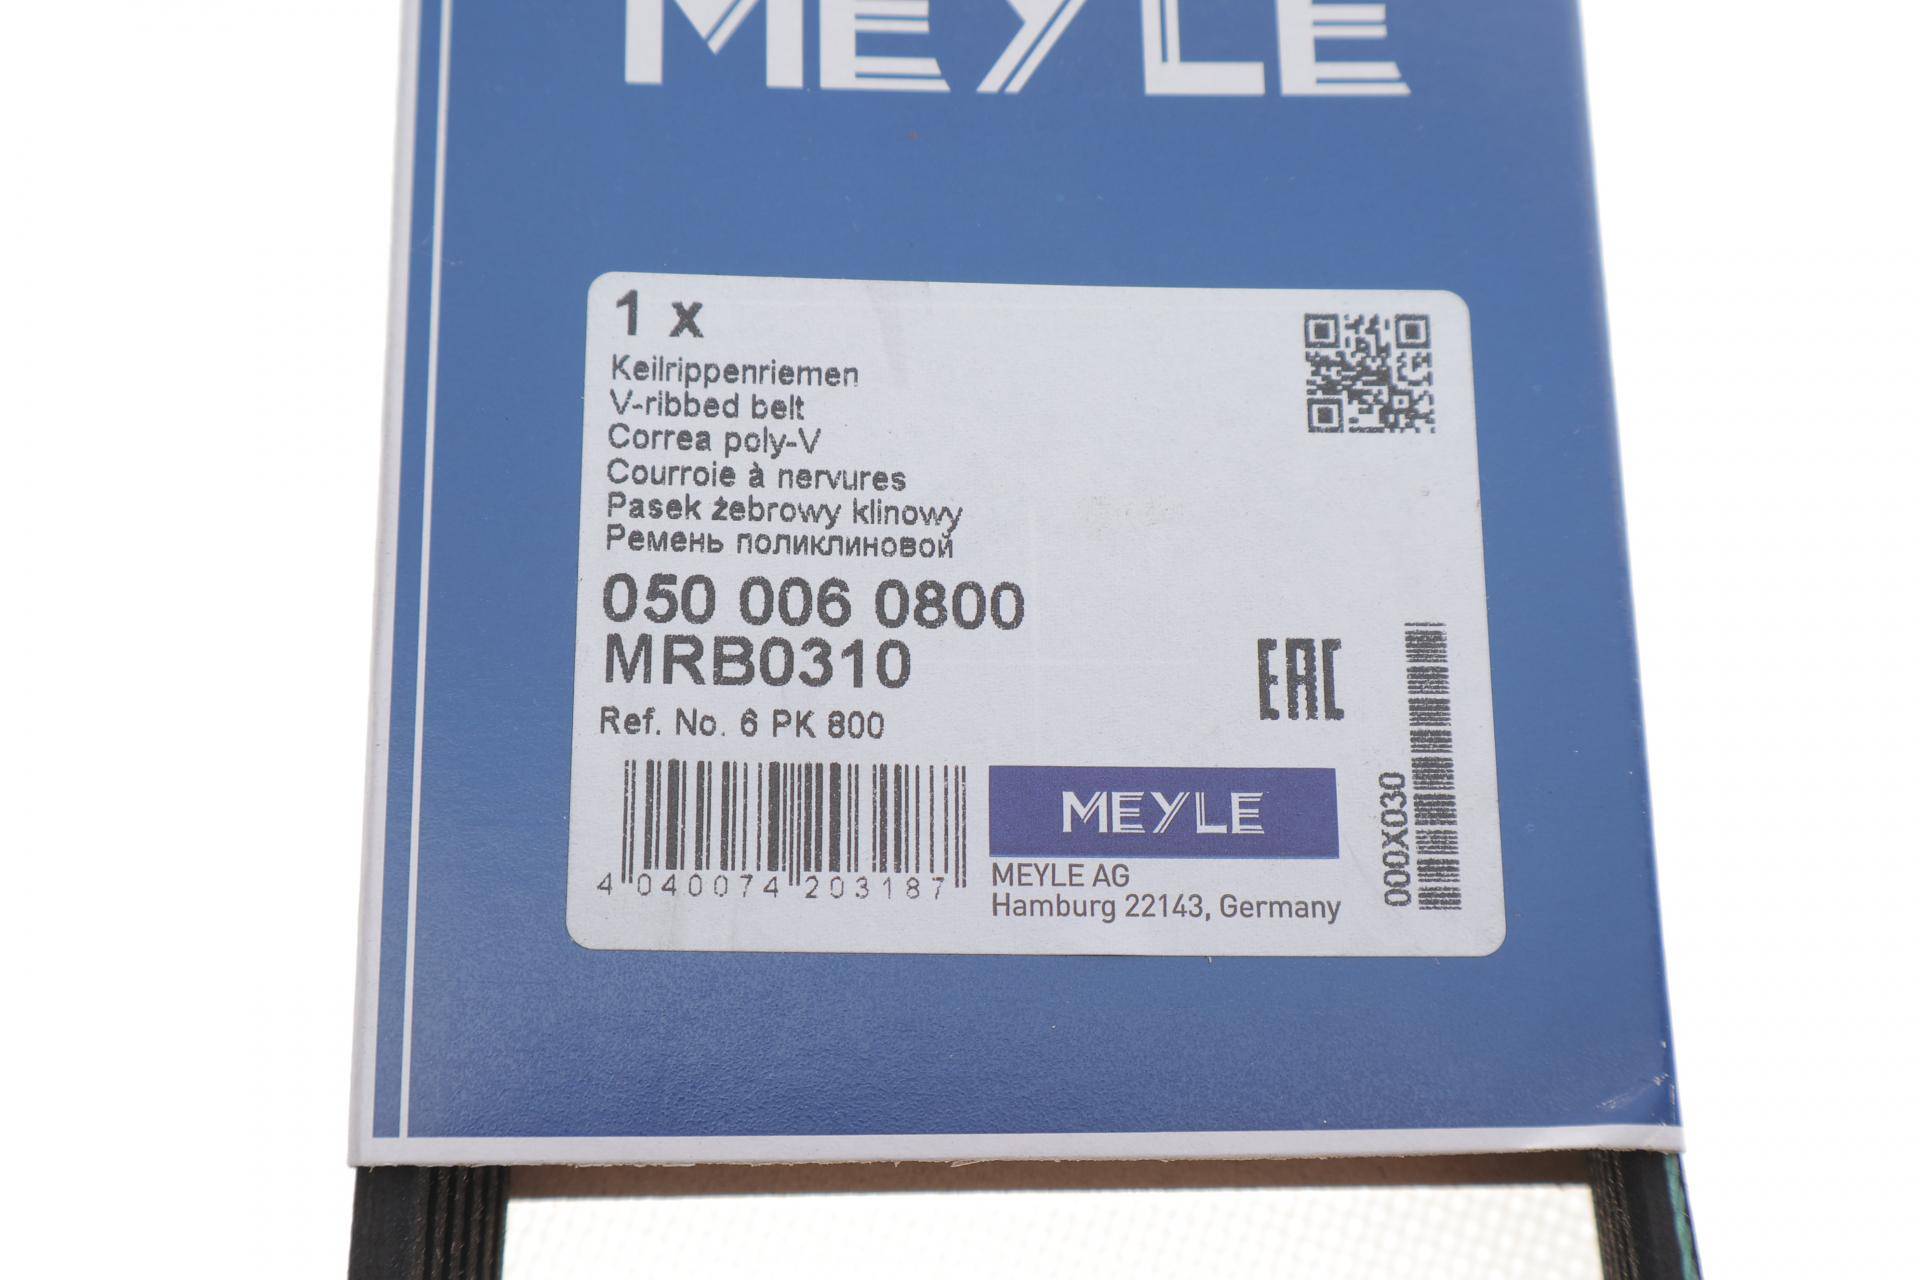 MEYLE
1 x
Keilrippenriemen
V-ribbed belt
Correa poly-V
Courroie à nervures
Pasek żebrowy klinowy
Ремень поликлиновой
050 006 0800
MRB0310
Ref. No. 6 PK 800
EAC
4 040074 203187
MEYLE
MEYLE AG
Hamburg 22143, Germany
000X030